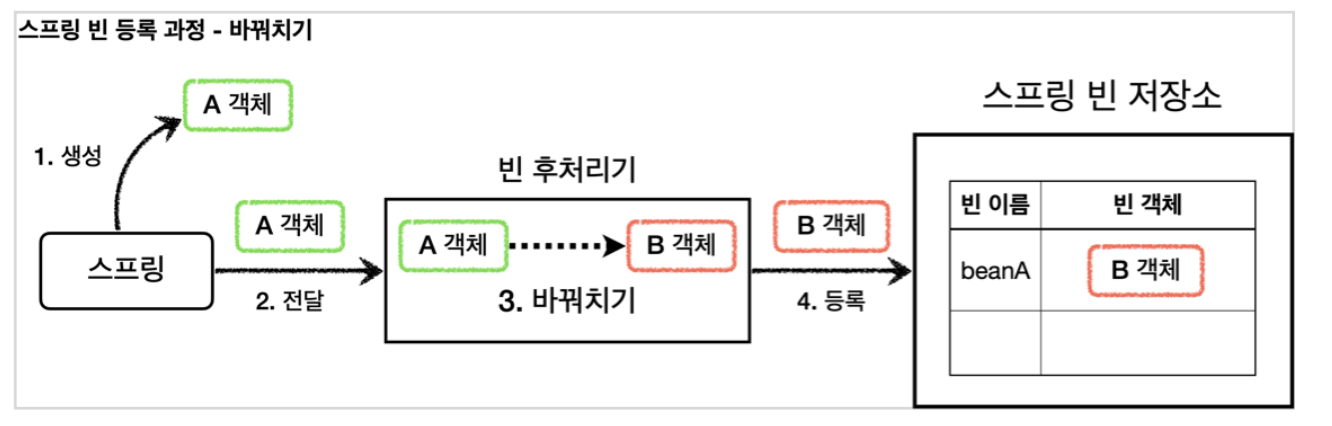 스프링 빈 등록 과정 - 바꿔치기
A 객체
1. 생성
스프링
A 객체
2. 전달
빈 후처리기
A 객체
B 객체
3. 바꿔치기
B 객체
4. 등록
스프링 빈 저장소
빈 이름 빈 객체
beanA B 객체